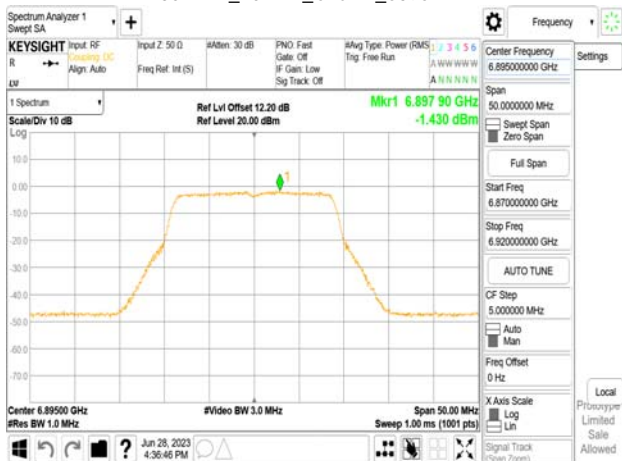 Spectrum Analyzer 1
Swept SA
Frequency
KEYSIGHT
Input: RF
Input Z: 50 Ω
#Atten: 30 dB
PNO: Fast
#Avg Type: Power (RMS
1 2 3 4 5 6
R
Coupling: DC
Gate: Off
Trig: Free Run
A W W W W W
Align: Auto
Freq Ref: Int (S)
IF Gain: Low
Sig Track: Off
A N N N N N
LW
1 Spectrum
Scale/Div 10 dB
Ref Lvl Offset 12.20 dB
Ref Level 20.00 dBm
Mkr1 6.897 90 GHz
-1.430 dBm
Log
10.0
0.00
-10.0
-20.0
-30.0
-40.0
-50.0
-60.0
-70.0
1
Center 6.89500 GHz
#Res BW 1.0 MHz
#Video BW 3.0 MHz
Span 50.00 MHz
Sweep 1.00 ms (1001 pts)
Jun 28, 2023
4:36:46 PM
Center Frequency
6.895000000 GHz
Settings
Span
50.0000000 MHz
Swept Span
Zero Span
Full Span
Start Freq
6.870000000 GHz
Stop Freq
6.920000000 GHz
AUTO TUNE
CF Step
5.000000 MHz
Auto
Man
Freq Offset
0 Hz
X Axis Scale
Log
Lin
Signal Track
(Span Zoom)
Local
Prototype
Limited
Sale
Allowed